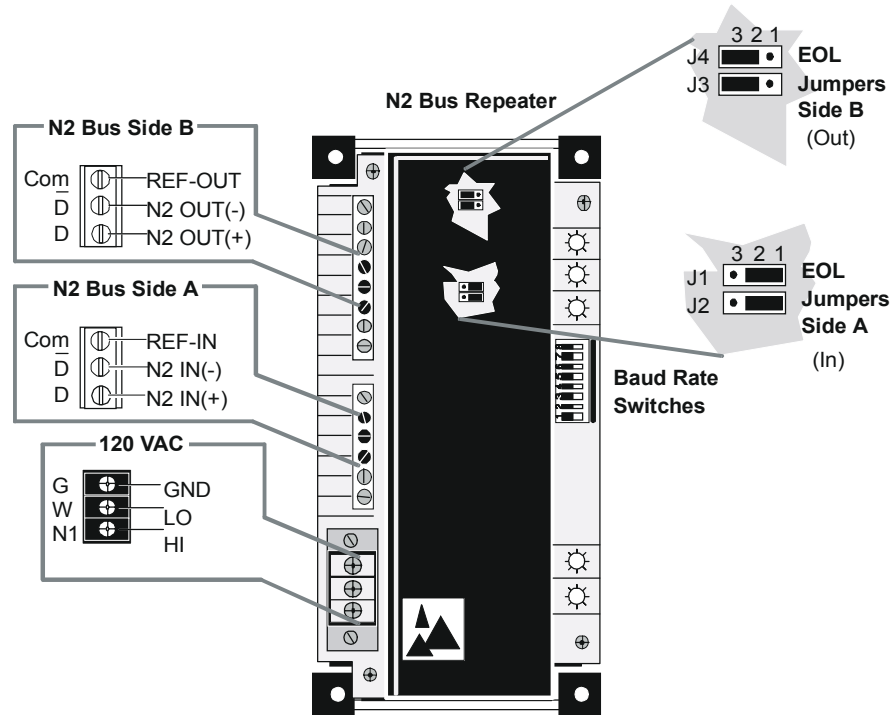 3 2 1
J4 EOL
J3 Jumpers
Side B
(Out)
N2 Bus Repeater
N2 Bus Side B
Com REF-OUT
D̅ N2 OUT(-)
D N2 OUT(+)
3 2 1
J1 EOL
J2 Jumpers
Side A
(In)
N2 Bus Side A
Com REF-IN
D̅ N2 IN(-)
D N2 IN(+)
Baud Rate
Switches
120 VAC
G GND
W LO
N1 HI